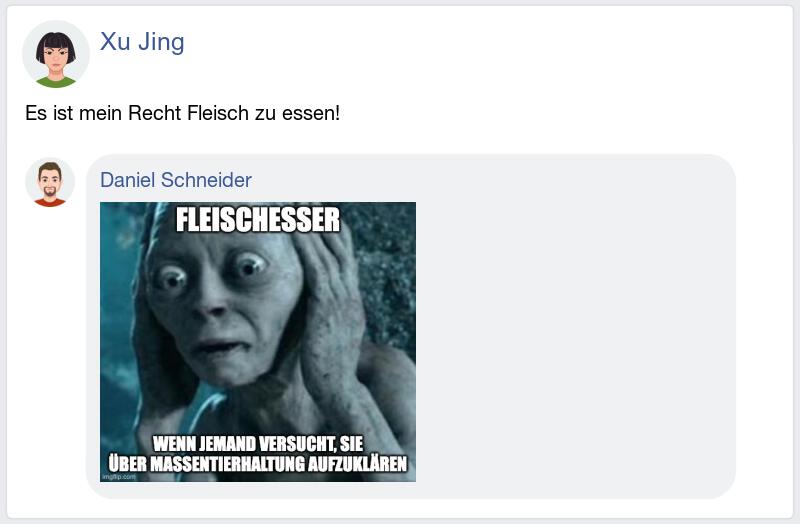 Xu Jing
Es ist mein Recht Fleisch zu essen!
Daniel Schneider
FLEISCHESSER
WENN JEMAND VERSUCHT, SIE
ÜBER MASSENTIERHALTUNG AUFZUKLÄREN
imgflip.com